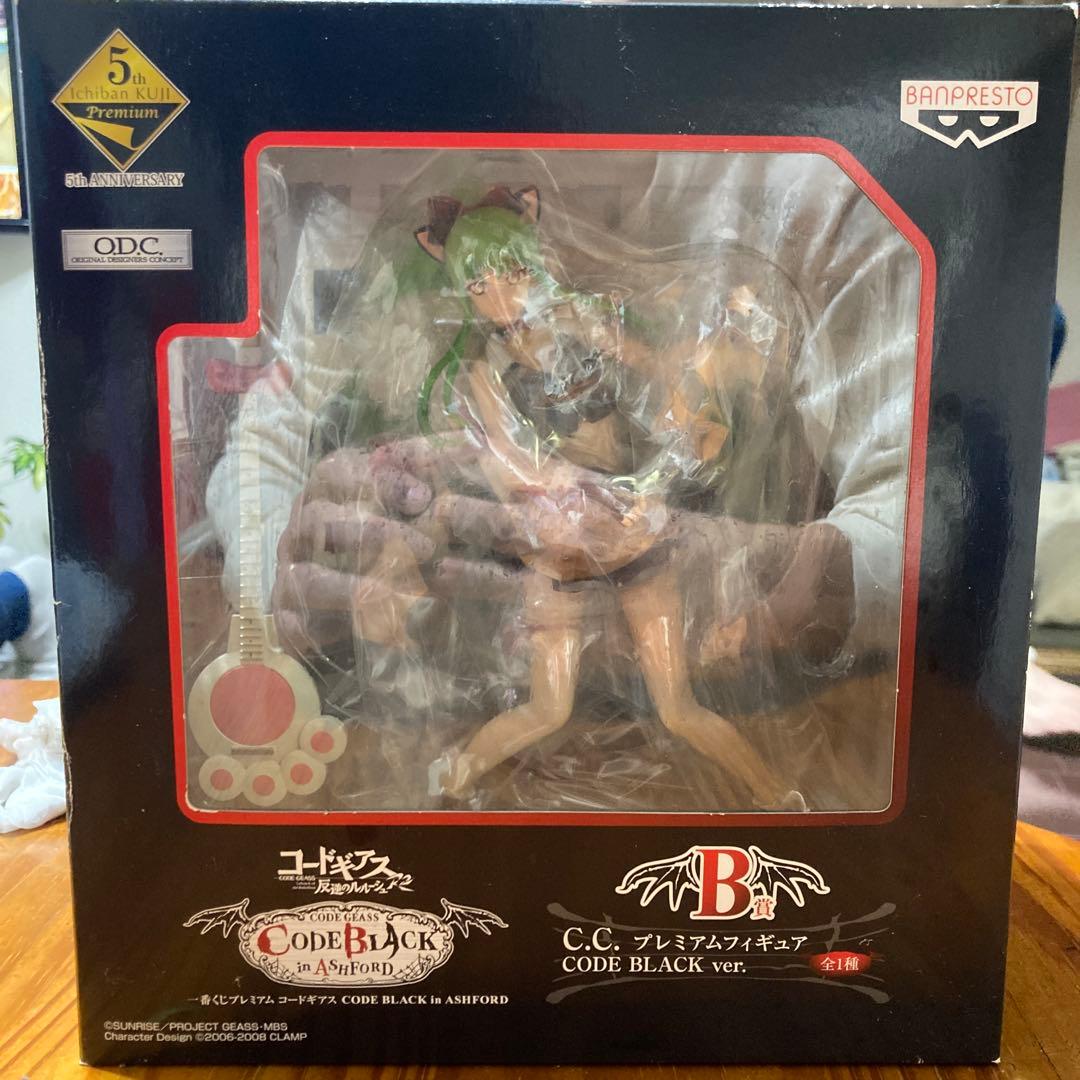 5th
Ichiban KUJI
Premium
5th ANNIVERSARY
O.D.C.
ORIGINAL DESIGNERS CONCEPT
BANPRESTO
コードギアス
CODE GEASS
反逆のルルーシュ R2
CODE GEASS
CODE BLACK
in ASHFORD
一番くじプレミアム コードギアス CODE BLACK in ASHFORD
B賞
C.C. プレミアムフィギュア
CODE BLACK ver.
全1種
©SUNRISE/PROJECT GEASS・MBS
Character Design ©2006-2008 CLAMP